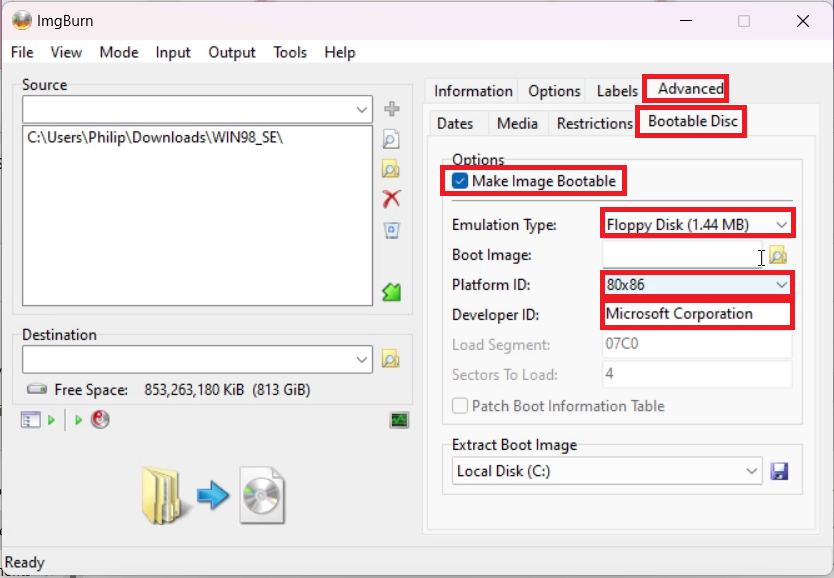 ImgBurn
File View Mode Input Output Tools Help
Source
C:\Users\Philip\Downloads\WIN98_SE\
Destination
Free Space: 853,263,180 KiB (813 GiB)
Information Options Labels Advanced
Dates Media Restrictions Bootable Disc
Options
Make Image Bootable
Emulation Type: Floppy Disk (1.44 MB)
Boot Image:
Platform ID: 80x86
Developer ID: Microsoft Corporation
Load Segment: 07C0
Sectors To Load: 4
Patch Boot Information Table
Extract Boot Image
Local Disk (C:)
Ready